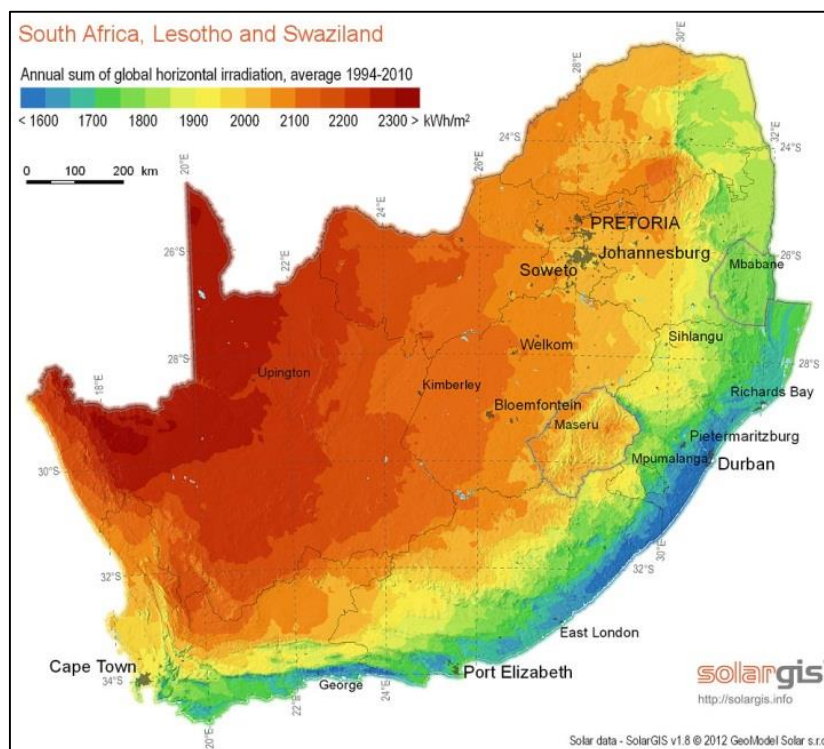 South Africa, Lesotho and Swaziland
Annual sum of global horizontal irradiation, average 1994-2010
< 1600 1700 1800 1900 2000 2100 2200 2300 > kWh/m²
0 100 200 km
30°E
28°E
20°E
24°S
32°E
24°S
26°E
24°E
PRETORIA
26°S
22°E
Johannesburg
26°S
Mbabane
Soweto
Sihlangu
Welkom
28°S
28°S
18°E
Upington
Kimberley
Richards Bay
Bloemfontein
Maseru
Pietermaritzburg
30°S
Mpumalanga
Durban
30°E
32°S
32°S
East London
Cape Town
34°S
Port Elizabeth
George
24°E
22°E
20°E
solargis
http://solargis.info
Solar data - SolarGIS v1.8 © 2012 GeoModel Solar s.r.o